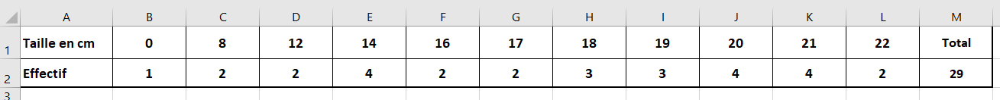 A B C D E F G H I J K L M
1 Taille en cm 0 8 12 14 16 17 18 19 20 21 22 Total
2 Effectif 1 2 2 4 2 2 3 3 4 4 2 29
3